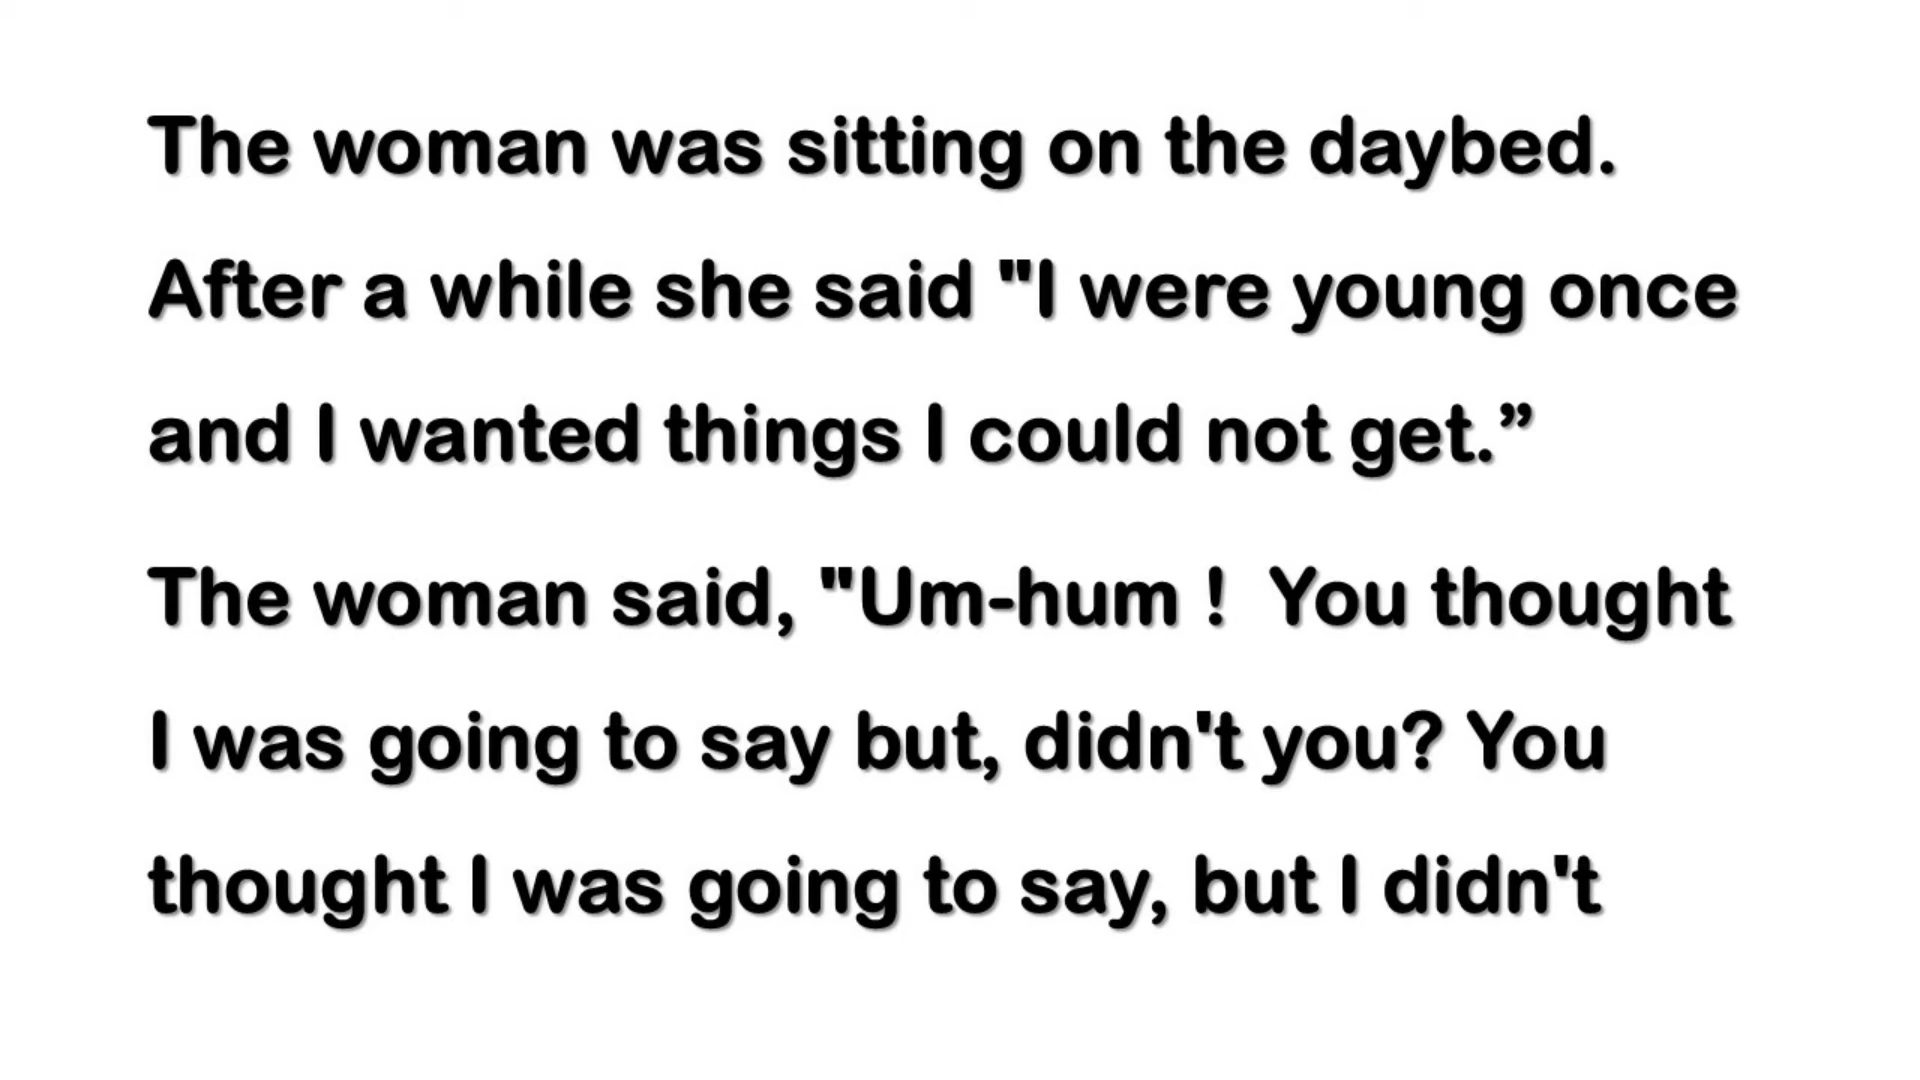 The woman was sitting on the daybed.
After a while she said "I were young once
and I wanted things I could not get.”
The woman said, "Um-hum !  You thought
I was going to say but, didn't you? You
thought I was going to say, but I didn't